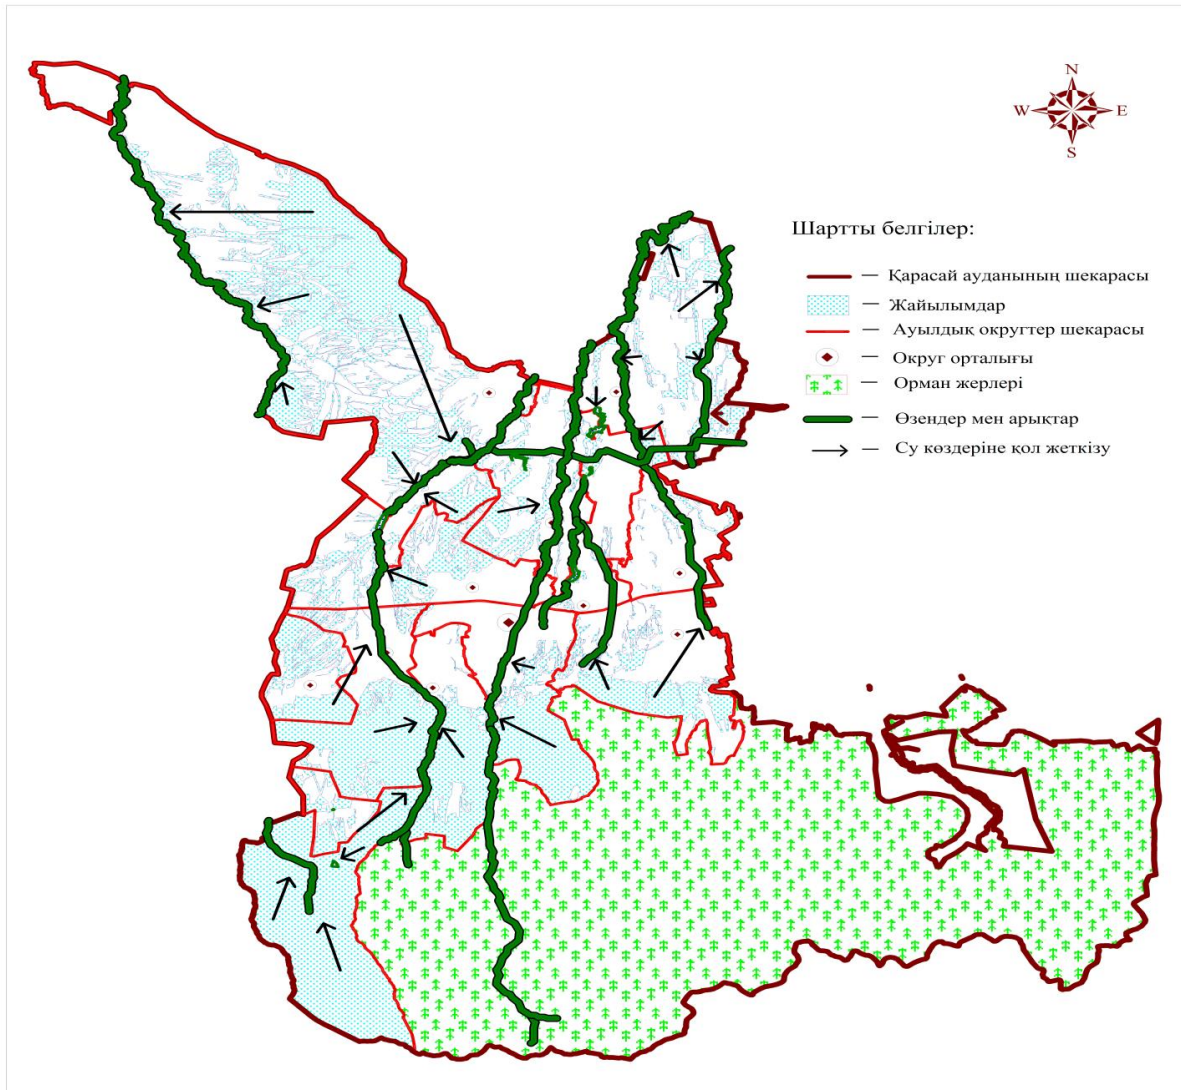 N
W E
S
Шартты белгілер:
— Қарасай ауданының шекарасы
— Жайылымдар
— Ауылдық округтер шекарасы
— Округ орталығы
— Орман жерлері
— Өзендер мен арықтар
— Су көздеріне қол жеткізу